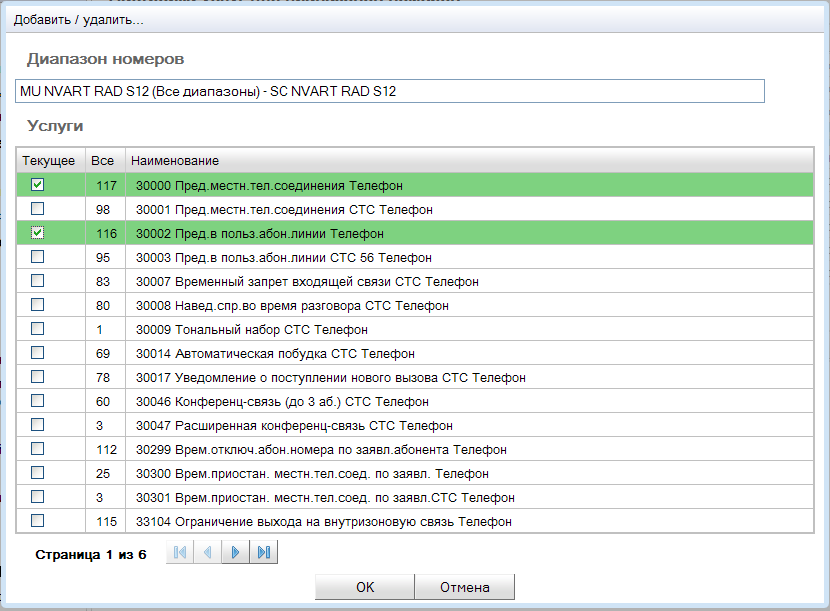 Добавить / удалить...
Диапазон номеров
MU NVART RAD S12 (Все диапазоны) - SC NVART RAD S12
Услуги
Текущее Все Наименование
117 30000 Пред.местн.тел.соединения Телефон
98 30001 Пред.местн.тел.соединения СТС Телефон
116 30002 Пред.в польз.абон.линии Телефон
95 30003 Пред.в польз.абон.линии СТС 56 Телефон
83 30007 Временный запрет входящей связи СТС Телефон
80 30008 Навед.спр.во время разговора СТС Телефон
1 30009 Тональный набор СТС Телефон
69 30014 Автоматическая побудка СТС Телефон
78 30017 Уведомление о поступлении нового вызова СТС Телефон
60 30046 Конференц-связь (до 3 аб.) СТС Телефон
3 30047 Расширенная конференц-связь СТС Телефон
112 30299 Врем.отключ.абон.номера по заявл.абонента Телефон
25 30300 Врем.приостан. местн.тел.соед. по заявл. Телефон
3 30301 Врем.приостан. местн.тел.соед. по заявл.СТС Телефон
115 33104 Ограничение выхода на внутризоновую связь Телефон
Страница 1 из 6
OK Отмена